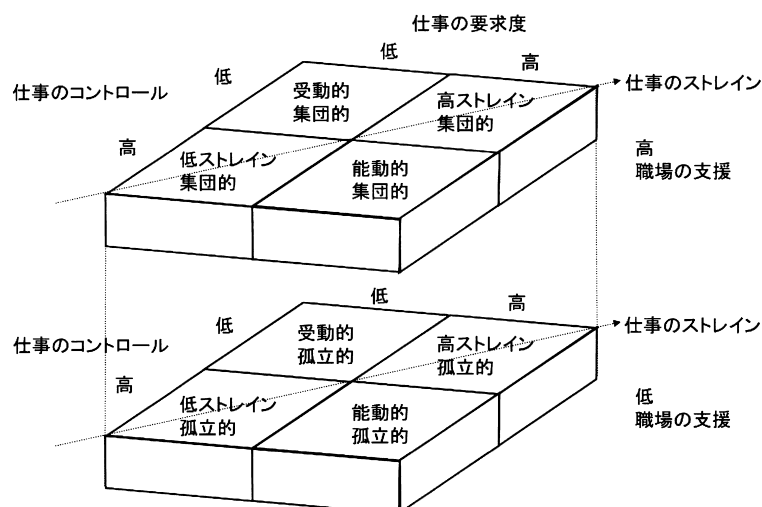 仕事の要求度
低
高
低
仕事のストレイン
仕事のコントロール
受動的
集団的
高ストレイン
集団的
高
低ストレイン
集団的
能動的
集団的
高
職場の支援
低
高
低
仕事のストレイン
仕事のコントロール
受動的
孤立的
高ストレイン
孤立的
高
低ストレイン
孤立的
能動的
孤立的
低
職場の支援